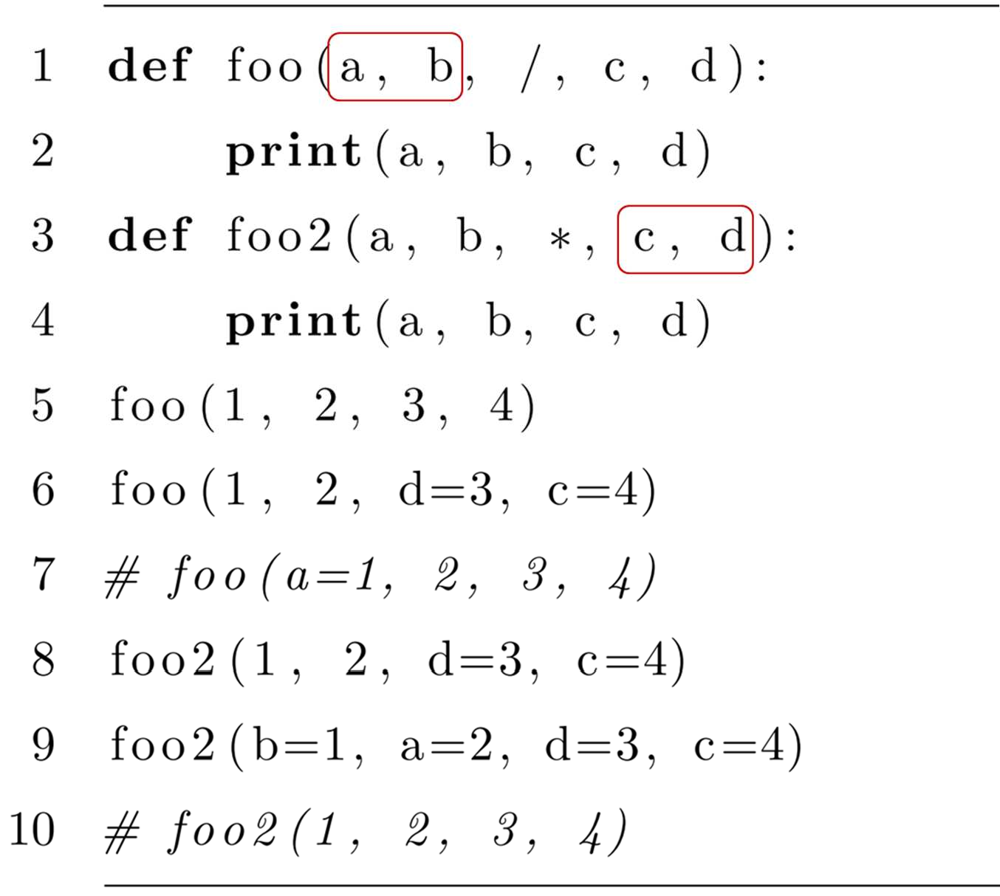 1 def foo(a, b, /, c, d):
2     print(a, b, c, d)
3 def foo2(a, b, *, c, d):
4     print(a, b, c, d)
5 foo(1, 2, 3, 4)
6 foo(1, 2, d=3, c=4)
7 # foo(a=1, 2, 3, 4)
8 foo2(1, 2, d=3, c=4)
9 foo2(b=1, a=2, d=3, c=4)
10 # foo2(1, 2, 3, 4)